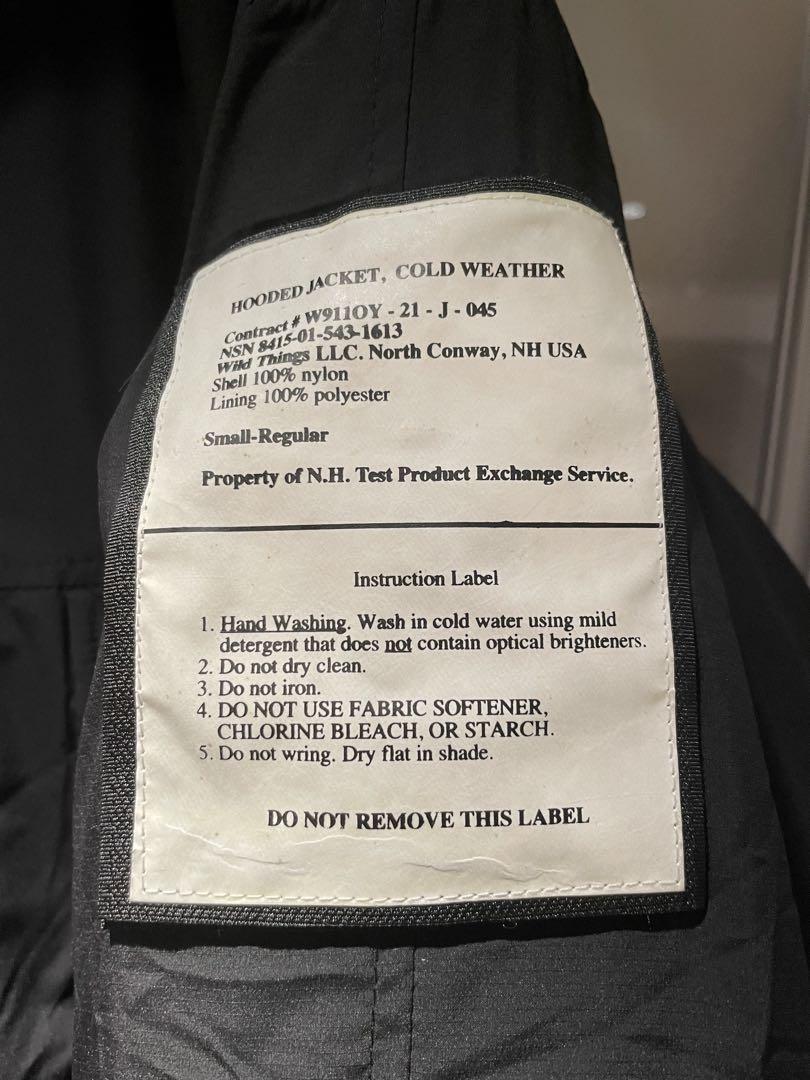 HOODED JACKET, COLD WEATHER
Contract # W911OY - 21 - J - 045
NSN 8415-01-543-1613
Wild Things LLC. North Conway, NH USA
Shell 100% nylon
Lining 100% polyester
Small-Regular
Property of N.H. Test Product Exchange Service.
Instruction Label
1. Hand Washing. Wash in cold water using mild
detergent that does not contain optical brighteners.
2. Do not dry clean.
3. Do not iron.
4. DO NOT USE FABRIC SOFTENER,
CHLORINE BLEACH, OR STARCH.
5. Do not wring. Dry flat in shade.
DO NOT REMOVE THIS LABEL